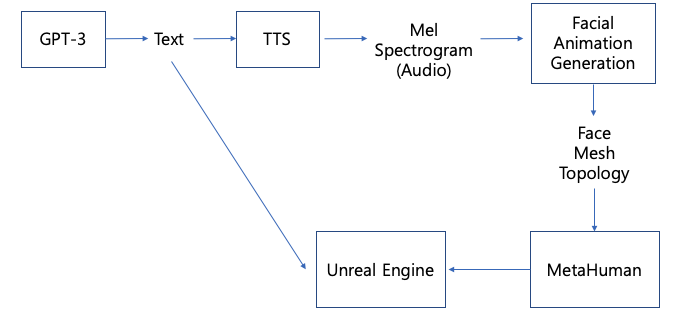 GPT-3
Text
TTS
Mel
Spectrogram
(Audio)
Facial
Animation
Generation
Face
Mesh
Topology
Unreal Engine
MetaHuman